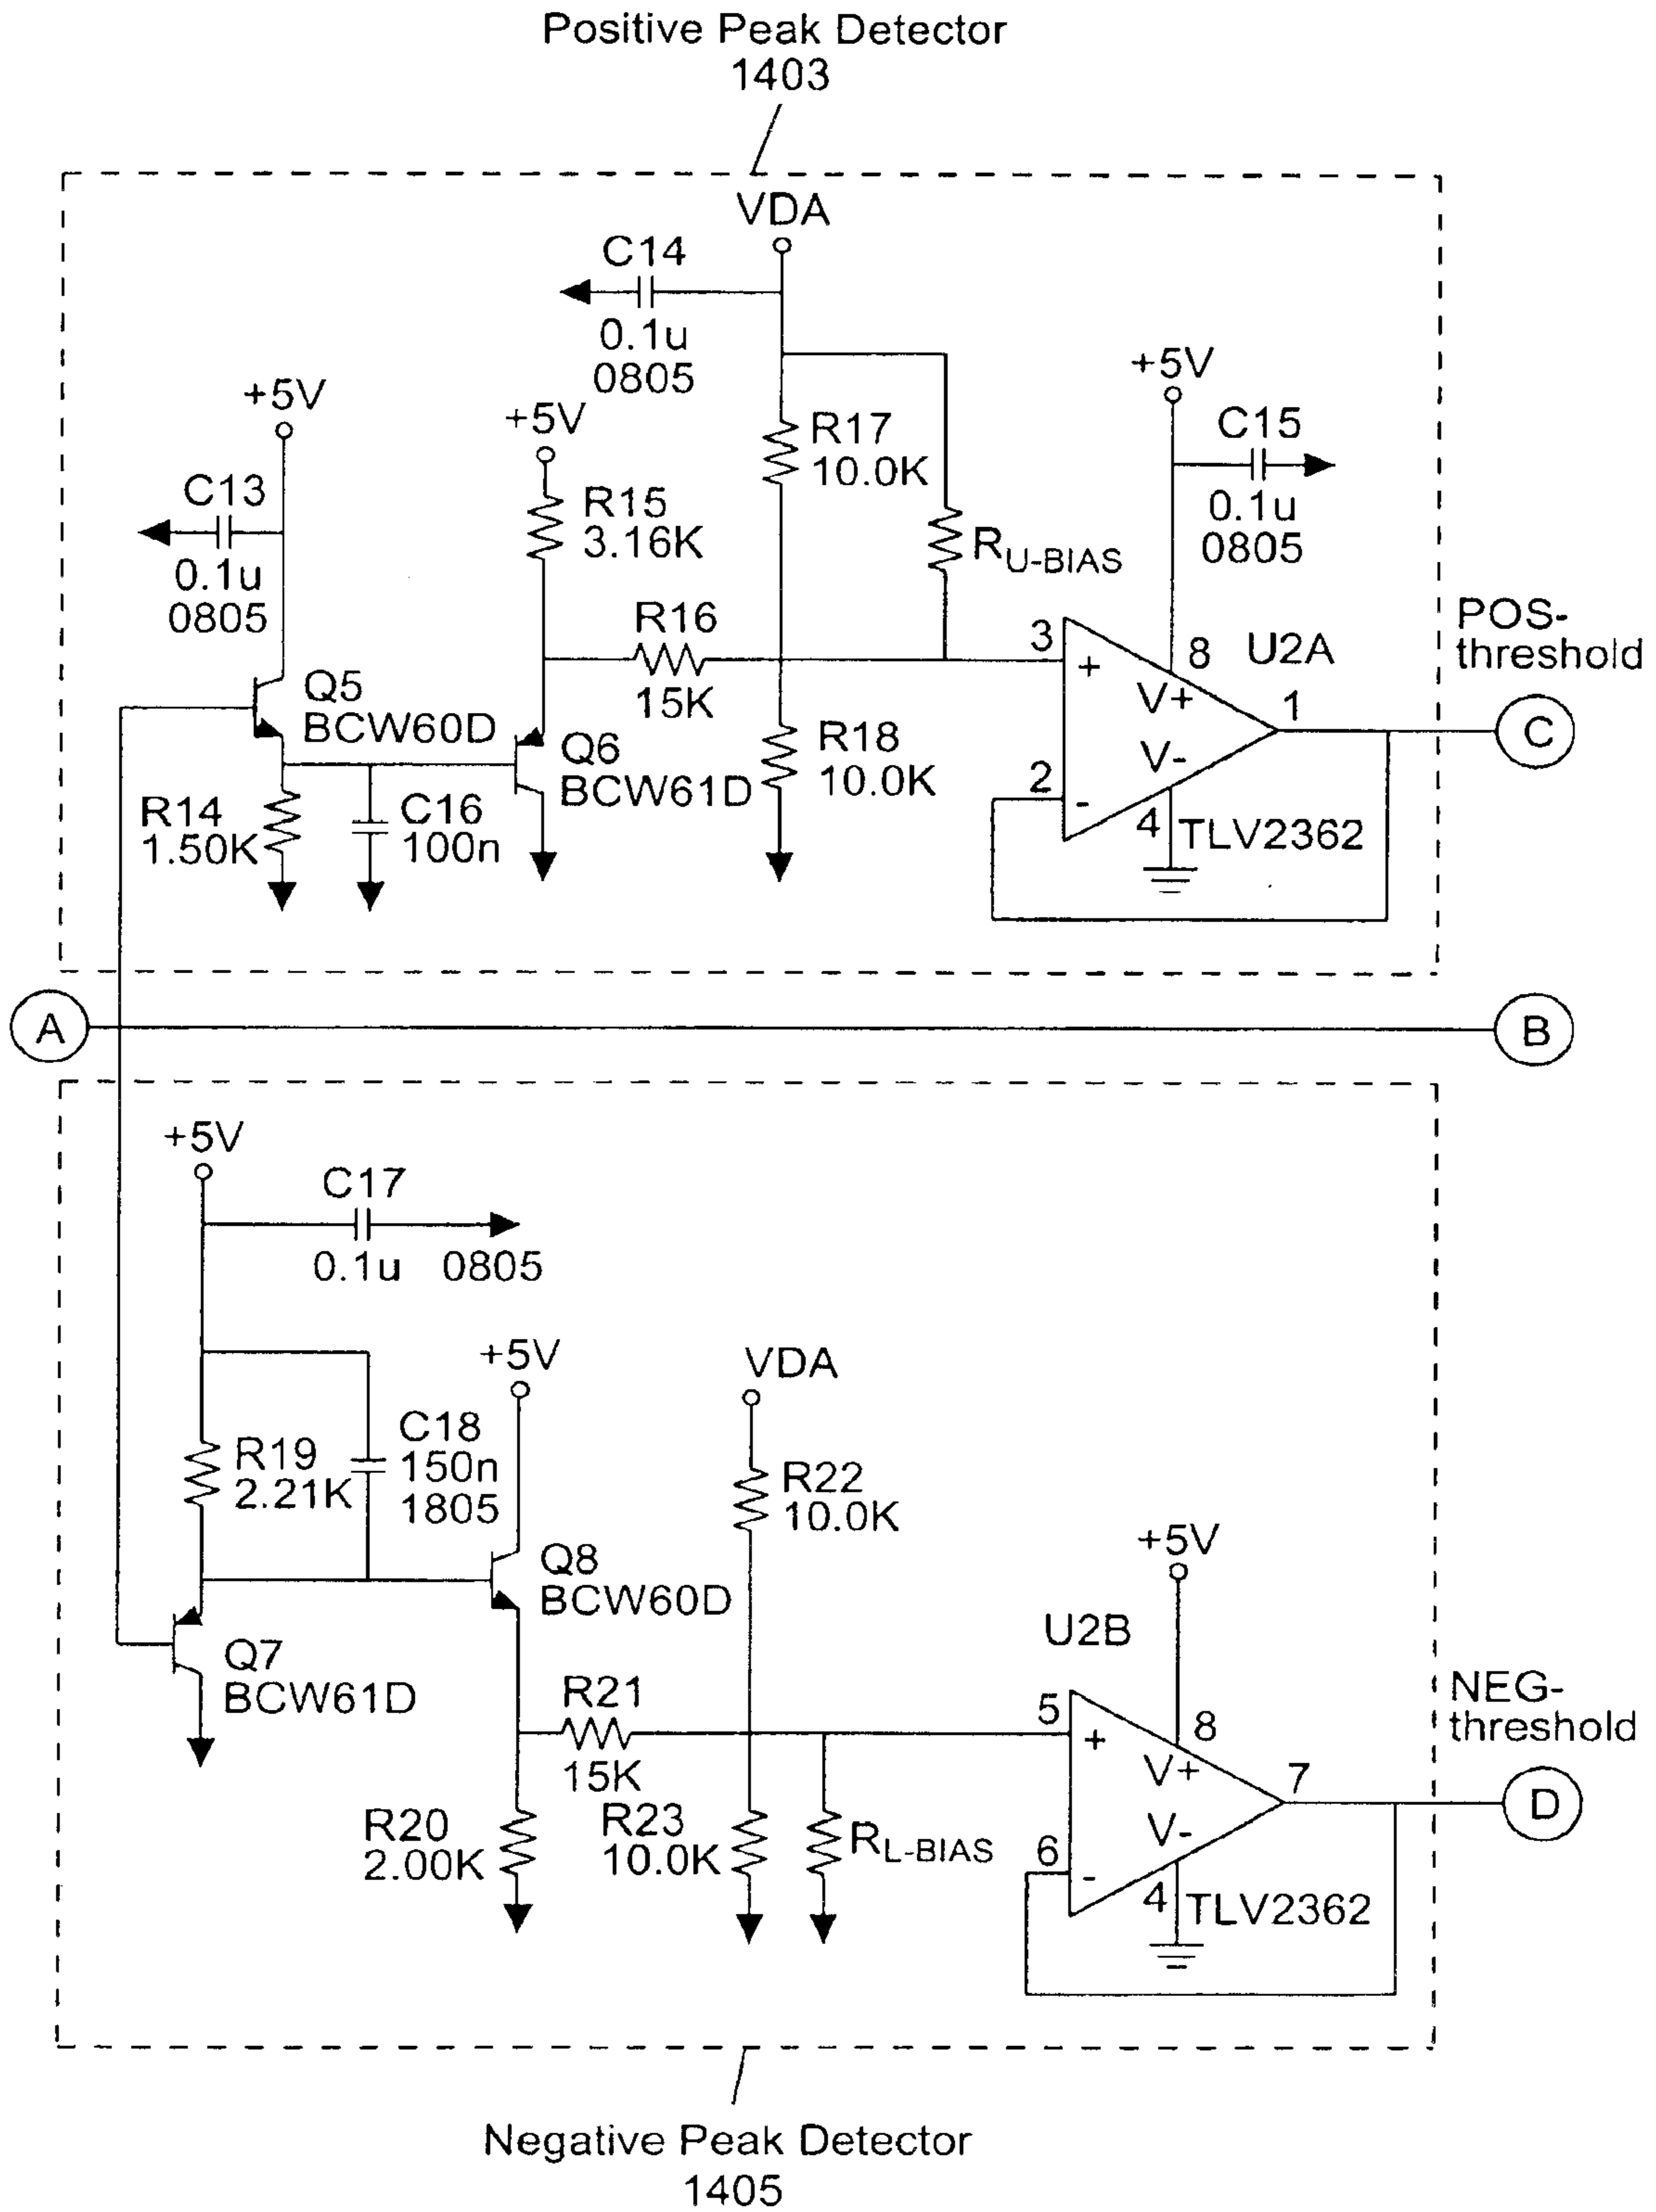 Positive Peak Detector
1403
VDA
C14
0.1u
0805
+5V
C13
0.1u
0805
+5V
R15
3.16K
R17
10.0K
RU-BIAS
+5V
C15
0.1u
0805
Q5
BCW60D
R16
15K
Q6
BCW61D
R14
1.50K
C16
100n
R18
10.0K
3
+
2
-
8
V+
V-
4
U2A
1
TLV2362
POS-
threshold
C
A
B
+5V
C17
0.1u 0805
R19
2.21K
C18
150n
1805
+5V
Q8
BCW60D
VDA
R22
10.0K
Q7
BCW61D
R21
15K
R20
2.00K
R23
10.0K
RL-BIAS
+5V
U2B
5
+
6
-
8
V+
V-
4
7
TLV2362
NEG-
threshold
D
Negative Peak Detector
1405